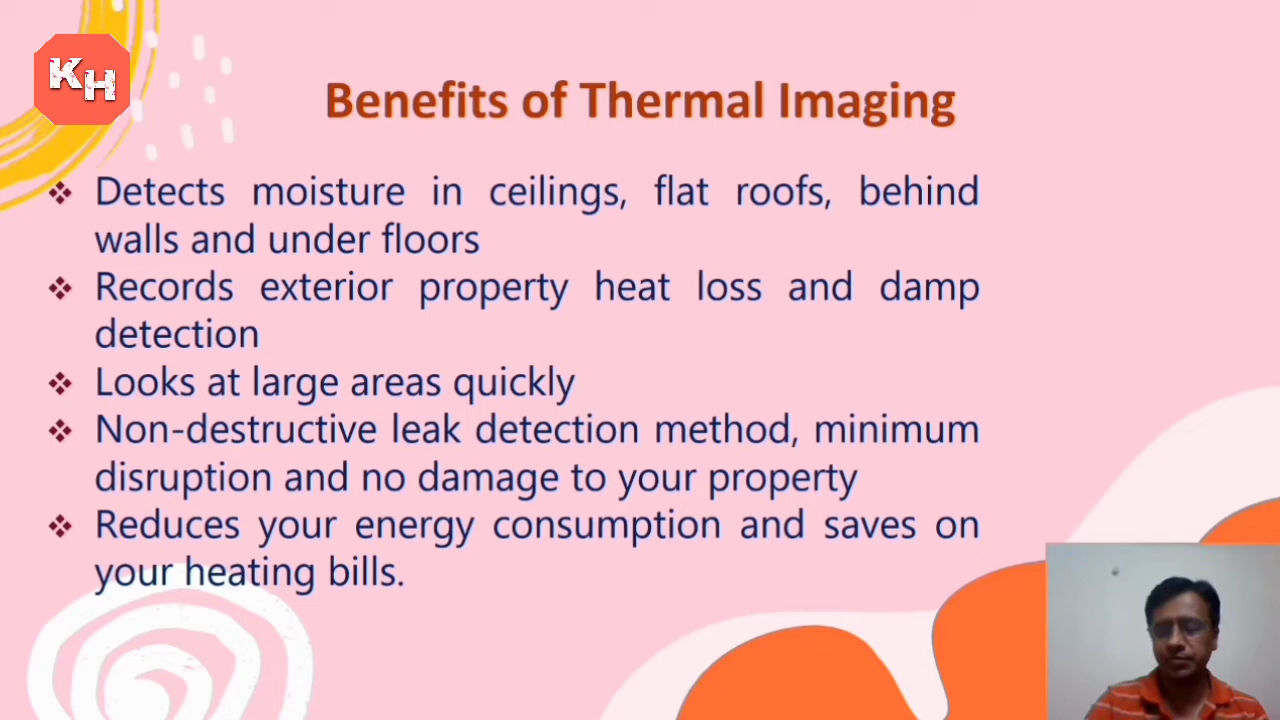 KH
Benefits of Thermal Imaging
❖ Detects moisture in ceilings, flat roofs, behind
walls and under floors
❖ Records exterior property heat loss and damp
detection
❖ Looks at large areas quickly
❖ Non-destructive leak detection method, minimum
disruption and no damage to your property
❖ Reduces your energy consumption and saves on
your heating bills.